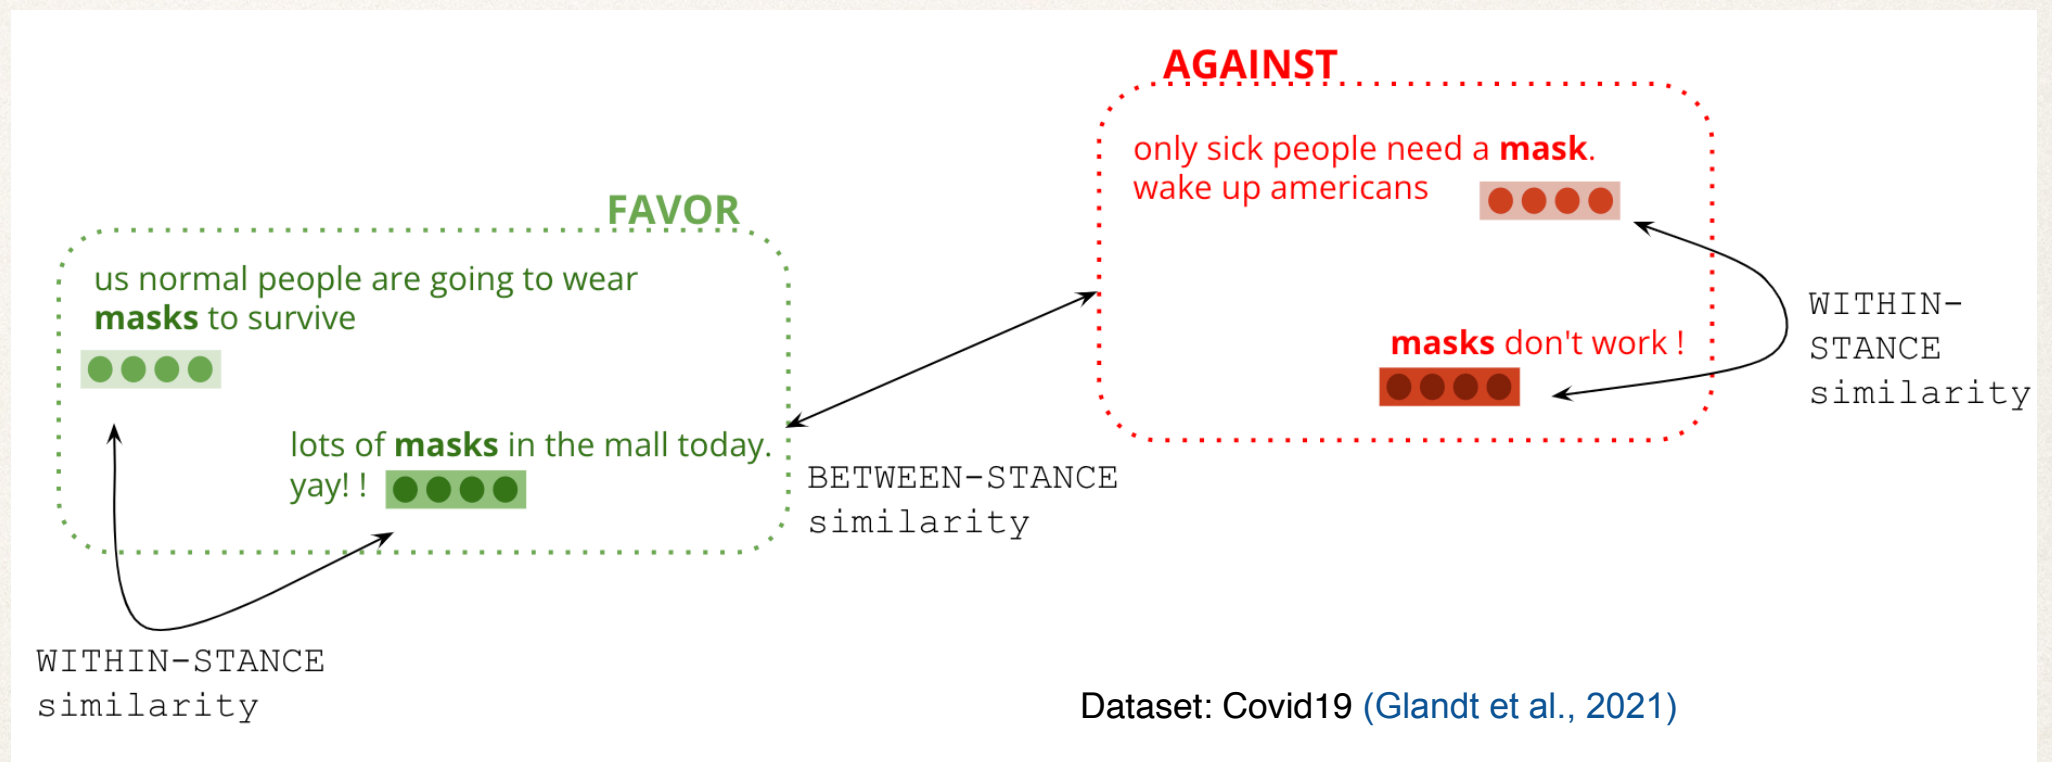 FAVOR
us normal people are going to wear
masks to survive
lots of masks in the mall today.
yay! !
WITHIN-STANCE
similarity
BETWEEN-STANCE
similarity
AGAINST
only sick people need a mask.
wake up americans
masks don't work !
WITHIN-
STANCE
similarity
Dataset: Covid19 (Glandt et al., 2021)